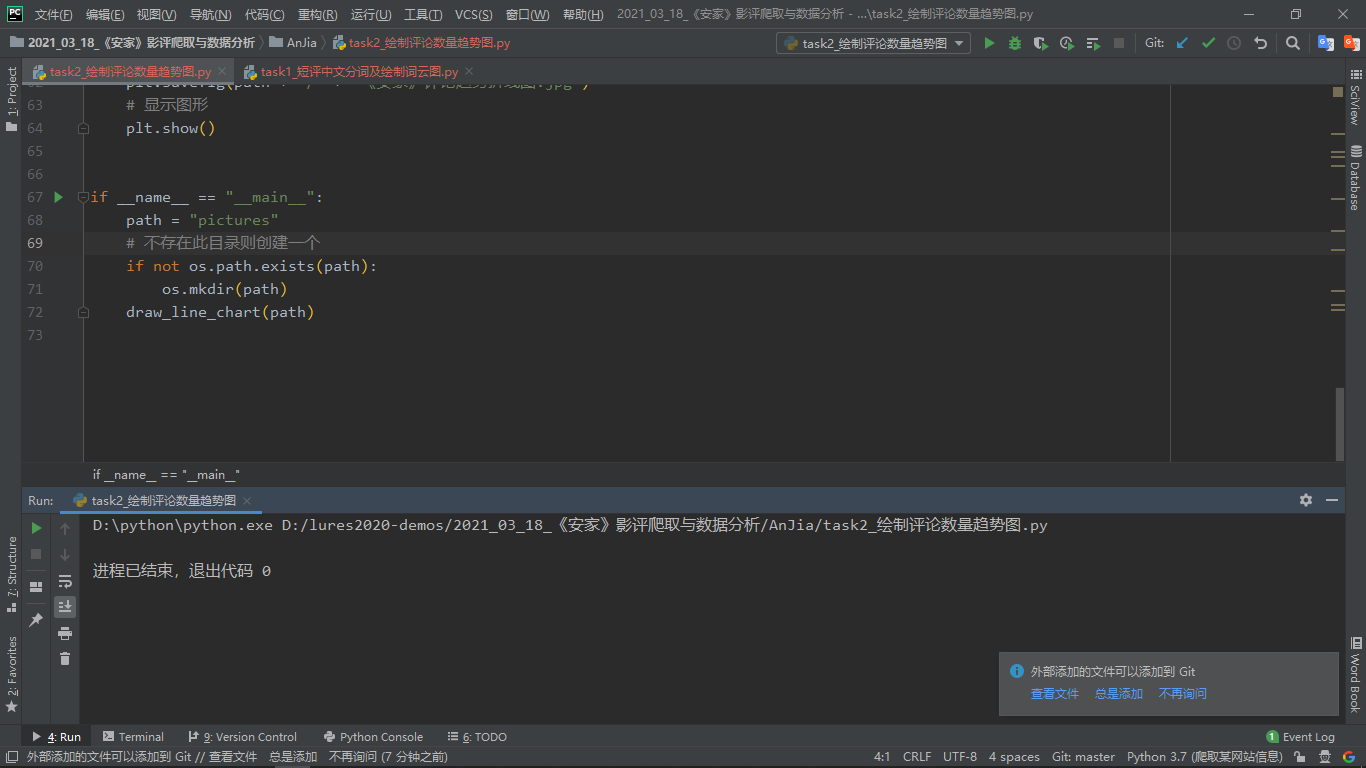 PC 文件(F) 编辑(E) 视图(V) 导航(N) 代码(C) 重构(R) 运行(U) 工具(T) VCS(S) 窗口(W) 帮助(H) 2021_03_18_《安家》影评爬取与数据分析 - ...\task2_绘制评论数量趋势图.py
2021_03_18_《安家》影评爬取与数据分析 AnJia task2_绘制评论数量趋势图.py task2_绘制评论数量趋势图 Git:
task2_绘制评论数量趋势图.py task1_短评中文分词及绘制词云图.py
1: Project
SciView
Database
63 # 显示图形
64 plt.show()
65
66
67 if __name__ == "__main__":
68 path = "pictures"
69 # 不存在此目录则创建一个
70 if not os.path.exists(path):
71 os.mkdir(path)
72 draw_line_chart(path)
73
if __name__ == "__main__"
Run: task2_绘制评论数量趋势图
D:\python\python.exe D:/lures2020-demos/2021_03_18_《安家》影评爬取与数据分析/AnJia/task2_绘制评论数量趋势图.py
进程已结束，退出代码 0
7: Structure
2: Favorites
Word Book
外部添加的文件可以添加到 Git
查看文件 总是添加 不再询问
4: Run Terminal 9: Version Control Python Console 6: TODO 1 Event Log
外部添加的文件可以添加到 Git // 查看文件 总是添加 不再询问 (7 分钟之前) 4:1 CRLF UTF-8 4 spaces Git: master Python 3.7 (爬取某网站信息)